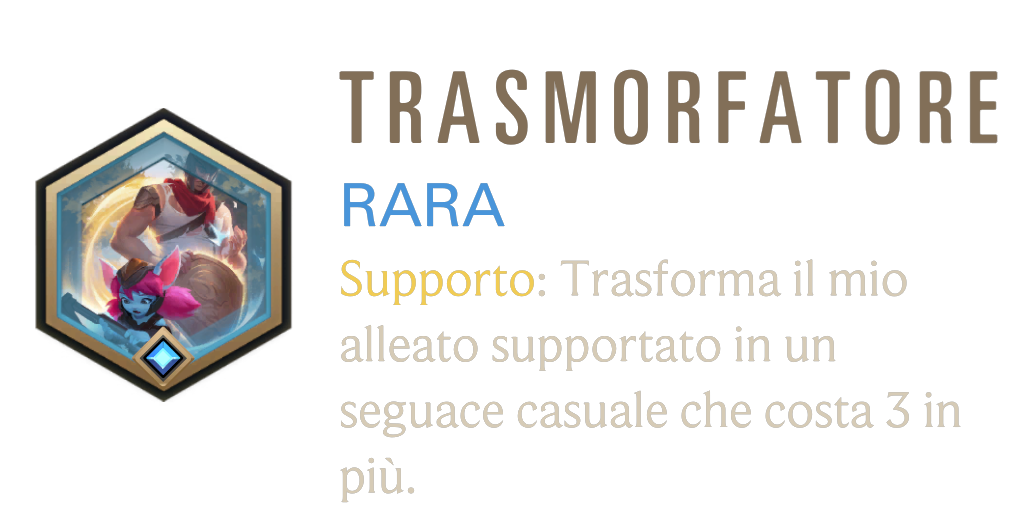 TRASMORFATORE
RARA
Supporto: Trasforma il mio
alleato supportato in un
seguace casuale che costa 3 in
più.